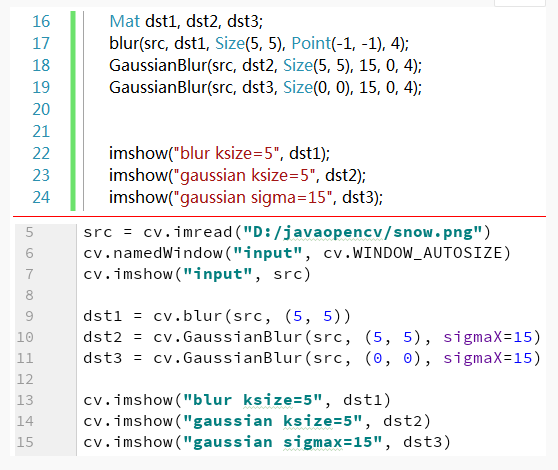 16 Mat dst1, dst2, dst3;
17 blur(src, dst1, Size(5, 5), Point(-1, -1), 4);
18 GaussianBlur(src, dst2, Size(5, 5), 15, 0, 4);
19 GaussianBlur(src, dst3, Size(0, 0), 15, 0, 4);
20
21
22 imshow("blur ksize=5", dst1);
23 imshow("gaussian ksize=5", dst2);
24 imshow("gaussian sigma=15", dst3);
5 src = cv.imread("D:/javaopencv/snow.png")
6 cv.namedWindow("input", cv.WINDOW_AUTOSIZE)
7 cv.imshow("input", src)
8
9 dst1 = cv.blur(src, (5, 5))
10 dst2 = cv.GaussianBlur(src, (5, 5), sigmaX=15)
11 dst3 = cv.GaussianBlur(src, (0, 0), sigmaX=15)
12
13 cv.imshow("blur ksize=5", dst1)
14 cv.imshow("gaussian ksize=5", dst2)
15 cv.imshow("gaussian sigmax=15", dst3)